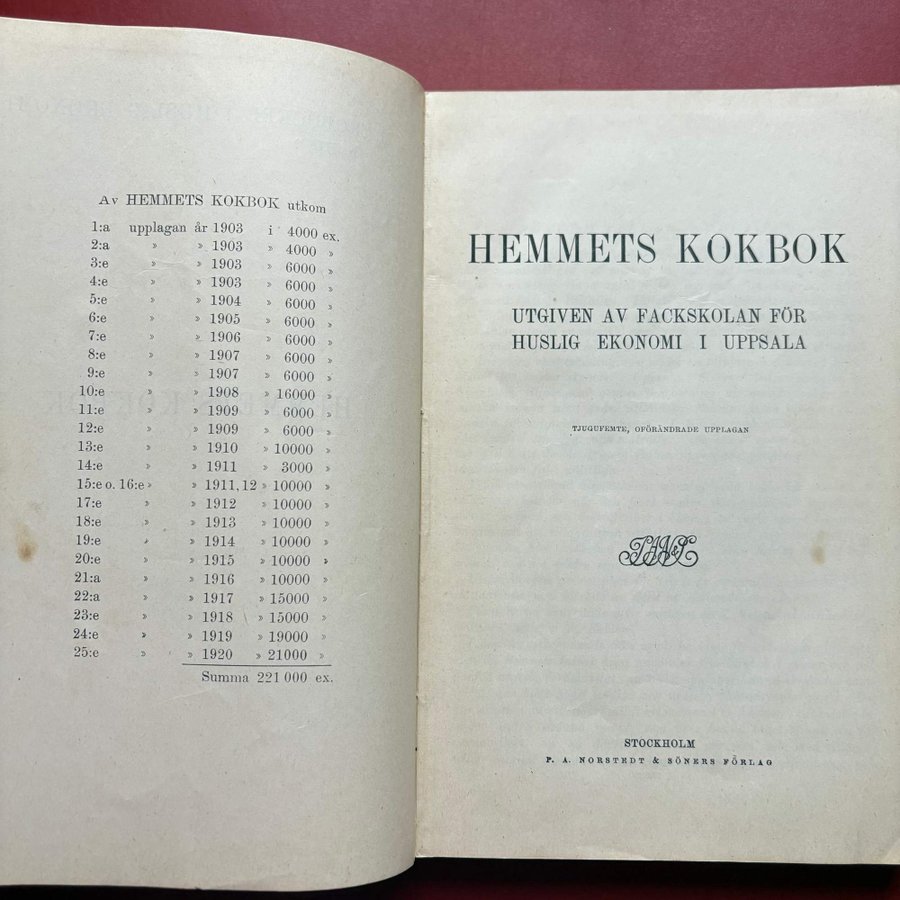 Av HEMMETS KOKBOK utkom
1:a upplagan år 1903 i 4000 ex.
2:a » » 1903 » 4000 »
3:e » » 1903 » 6000 »
4:e » » 1903 » 6000 »
5:e » » 1904 » 6000 »
6:e » » 1905 » 6000 »
7:e » » 1906 » 6000 »
8:e » » 1907 » 6000 »
9:e » » 1907 » 6000 »
10:e » » 1908 » 16000 »
11:e » » 1909 » 6000 »
12:e » » 1909 » 6000 »
13:e » » 1910 » 10000 »
14:e » » 1911 » 3000 »
15:e o. 16:e » » 1911,12 » 10000 »
17:e » » 1912 » 10000 »
18:e » » 1913 » 10000 »
19:e » » 1914 » 10000 »
20:e » » 1915 » 10000 »
21:a » » 1916 » 10000 »
22:a » » 1917 » 15000 »
23:e » » 1918 » 15000 »
24:e » » 1919 » 19000 »
25:e » » 1920 » 21000 »
Summa 221 000 ex.
HEMMETS KOKBOK
UTGIVEN AV FACKSKOLAN FÖR
HUSLIG EKONOMI I UPPSALA
TJUGUFEMTE, OFÖRÄNDRADE UPPLAGAN
STOCKHOLM
P. A. NORSTEDT & SÖNERS FÖRLAG